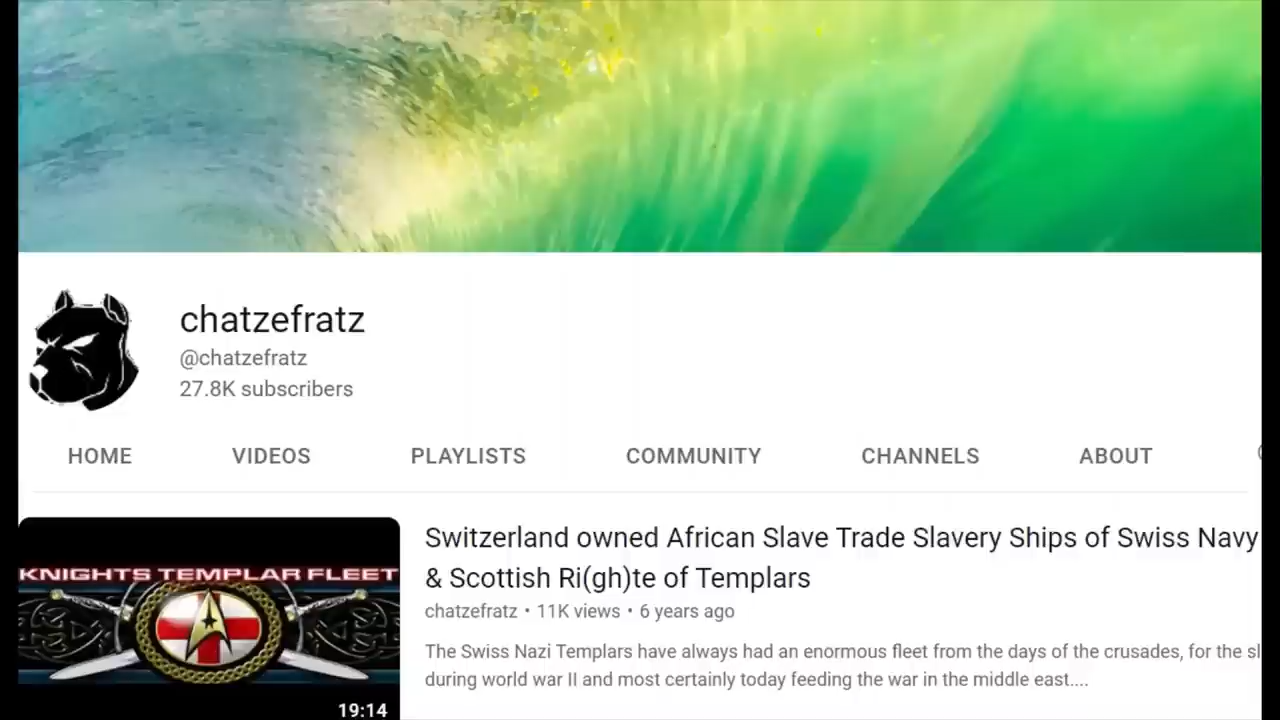 chatzefratz
@chatzefratz
27.8K subscribers
HOME VIDEOS PLAYLISTS COMMUNITY CHANNELS ABOUT
KNIGHTS TEMPLAR FLEET
19:14
Switzerland owned African Slave Trade Slavery Ships of Swiss Navy
& Scottish Ri(gh)te of Templars
chatzefratz • 11K views • 6 years ago
The Swiss Nazi Templars have always had an enormous fleet from the days of the crusades, for the sl
during world war II and most certainly today feeding the war in the middle east....